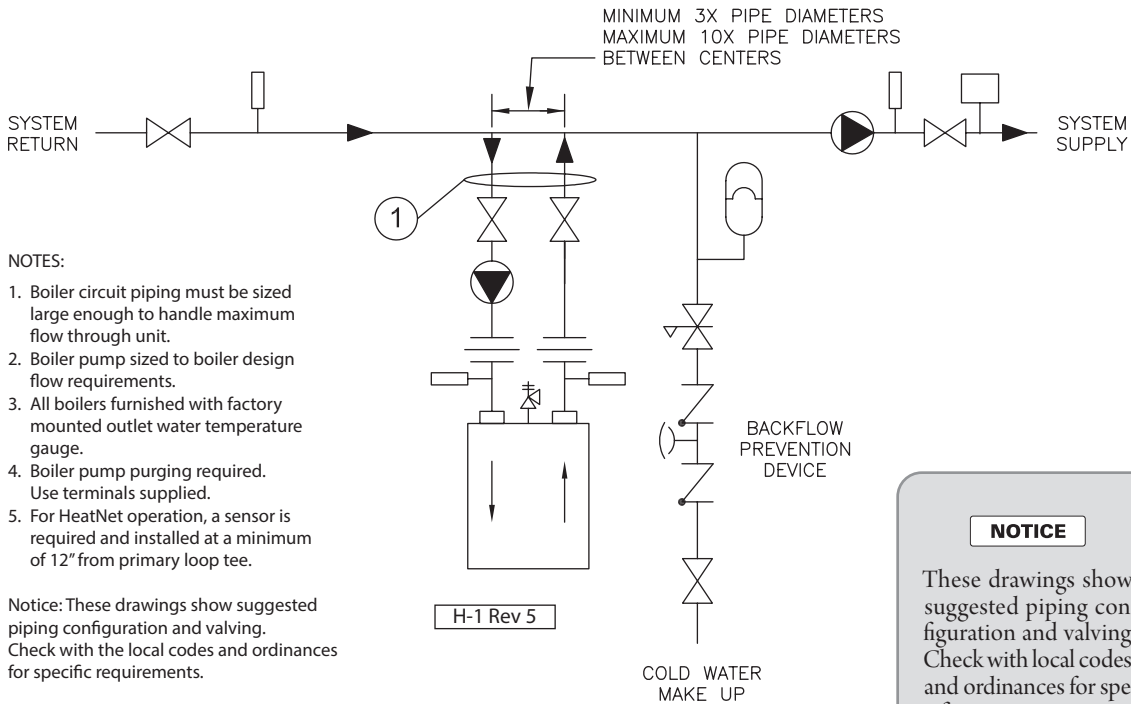 MINIMUM 3X PIPE DIAMETERS
MAXIMUM 10X PIPE DIAMETERS
BETWEEN CENTERS
SYSTEM
RETURN
SYSTEM
SUPPLY
1
NOTES:
1. Boiler circuit piping must be sized
large enough to handle maximum
flow through unit.
2. Boiler pump sized to boiler design
flow requirements.
3. All boilers furnished with factory
mounted outlet water temperature
gauge.
4. Boiler pump purging required.
Use terminals supplied.
5. For HeatNet operation, a sensor is
required and installed at a minimum
of 12" from primary loop tee.
Notice: These drawings show suggested
piping configuration and valving.
Check with the local codes and ordinances
for specific requirements.
H-1 Rev 5
BACKFLOW
PREVENTION
DEVICE
COLD WATER
MAKE UP
NOTICE
These drawings show
suggested piping con
figuration and valving
Check with local codes
and ordinances for spe